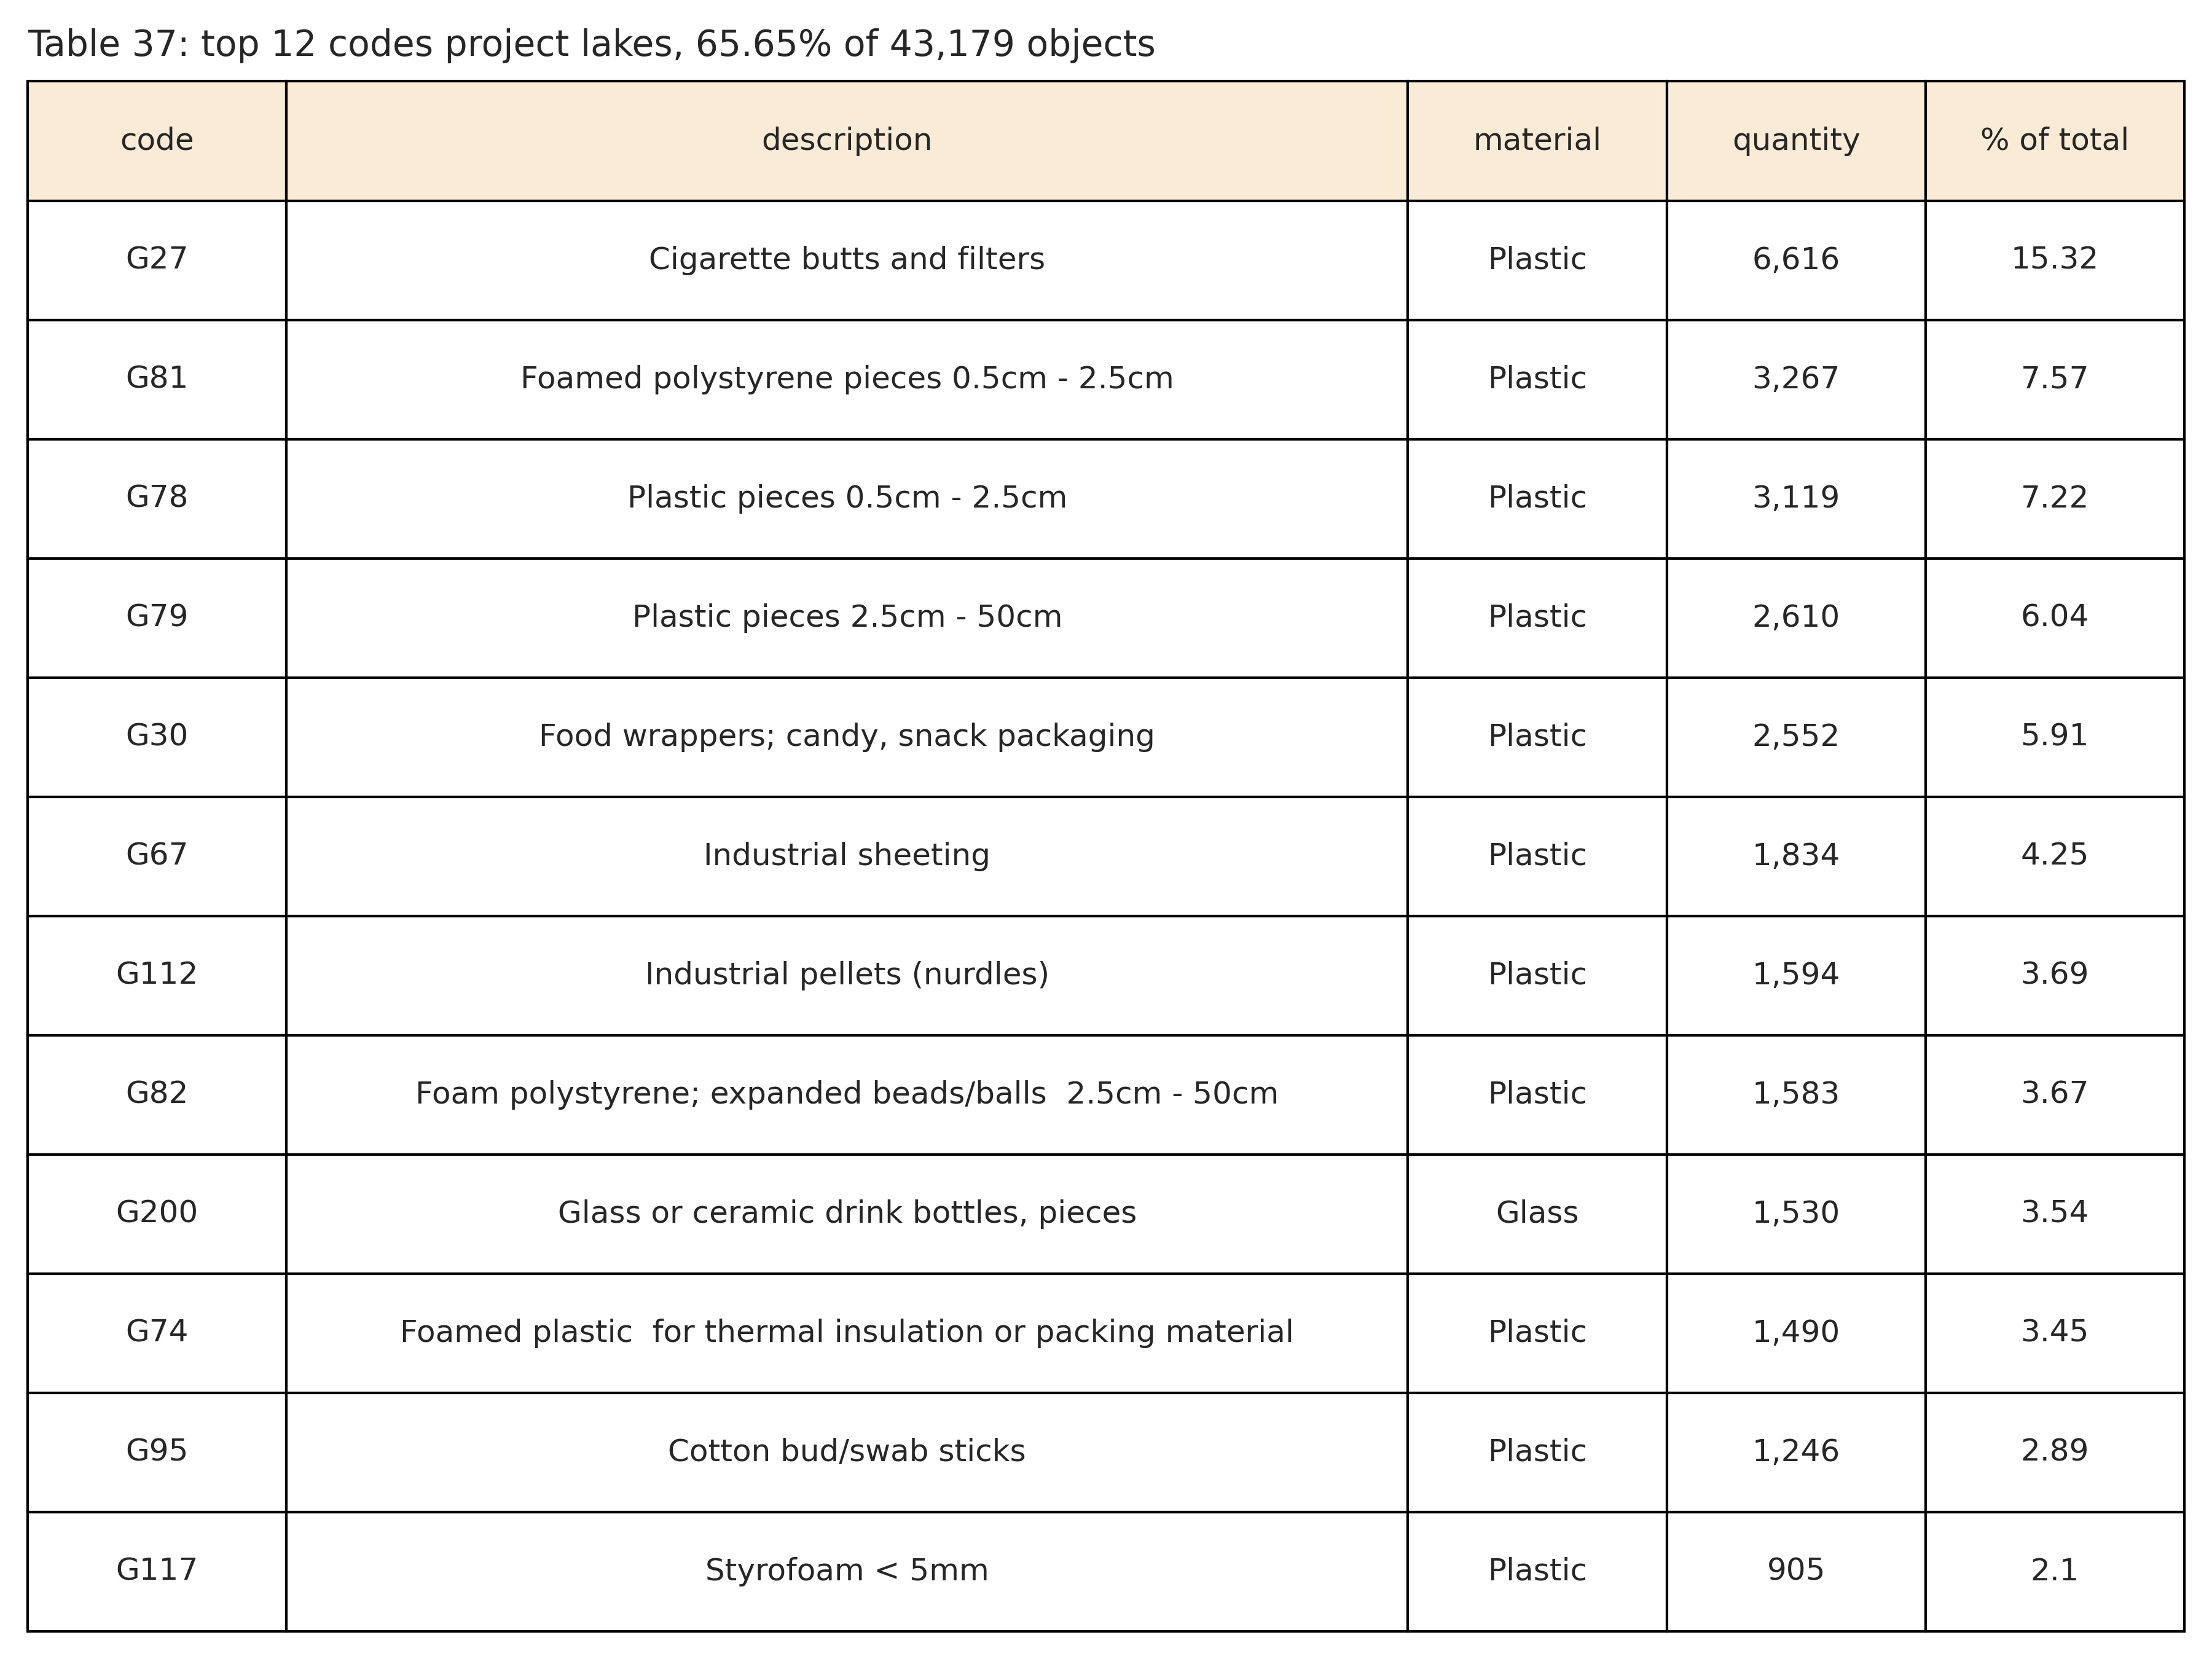 Table 37: top 12 codes project lakes, 65.65% of 43,179 objects
code description material quantity % of total
G27 Cigarette butts and filters Plastic 6,616 15.32
G81 Foamed polystyrene pieces 0.5cm - 2.5cm Plastic 3,267 7.57
G78 Plastic pieces 0.5cm - 2.5cm Plastic 3,119 7.22
G79 Plastic pieces 2.5cm - 50cm Plastic 2,610 6.04
G30 Food wrappers; candy, snack packaging Plastic 2,552 5.91
G67 Industrial sheeting Plastic 1,834 4.25
G112 Industrial pellets (nurdles) Plastic 1,594 3.69
G82 Foam polystyrene; expanded beads/balls  2.5cm - 50cm Plastic 1,583 3.67
G200 Glass or ceramic drink bottles, pieces Glass 1,530 3.54
G74 Foamed plastic  for thermal insulation or packing material Plastic 1,490 3.45
G95 Cotton bud/swab sticks Plastic 1,246 2.89
G117 Styrofoam < 5mm Plastic 905 2.1